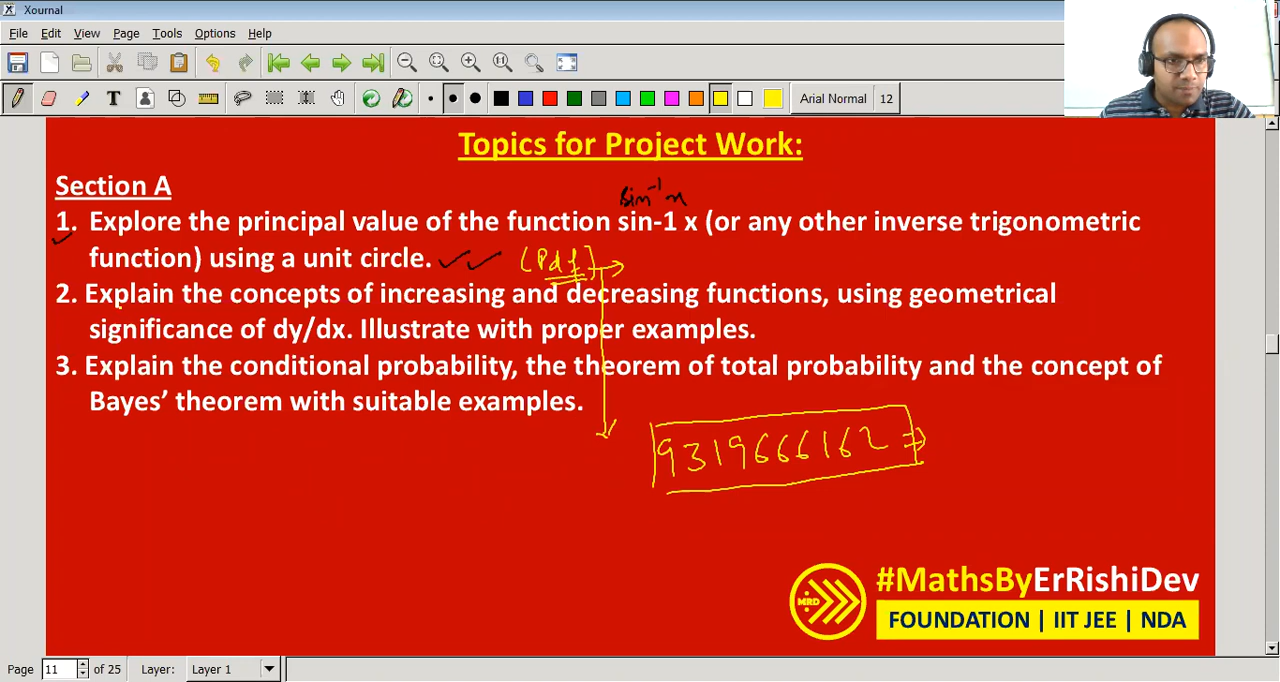 Xournal
File Edit View Page Tools Options Help
Arial Normal 12
Topics for Project Work:
Section A
sin⁻¹ x
1. Explore the principal value of the function sin-1 x (or any other inverse trigonometric
function) using a unit circle.
(Pdf)
2. Explain the concepts of increasing and decreasing functions, using geometrical
significance of dy/dx. Illustrate with proper examples.
3. Explain the conditional probability, the theorem of total probability and the concept of
Bayes’ theorem with suitable examples.
9319666162
#MathsByErRishiDev
MRD
FOUNDATION | IIT JEE | NDA
Page 11 of 25 Layer: Layer 1